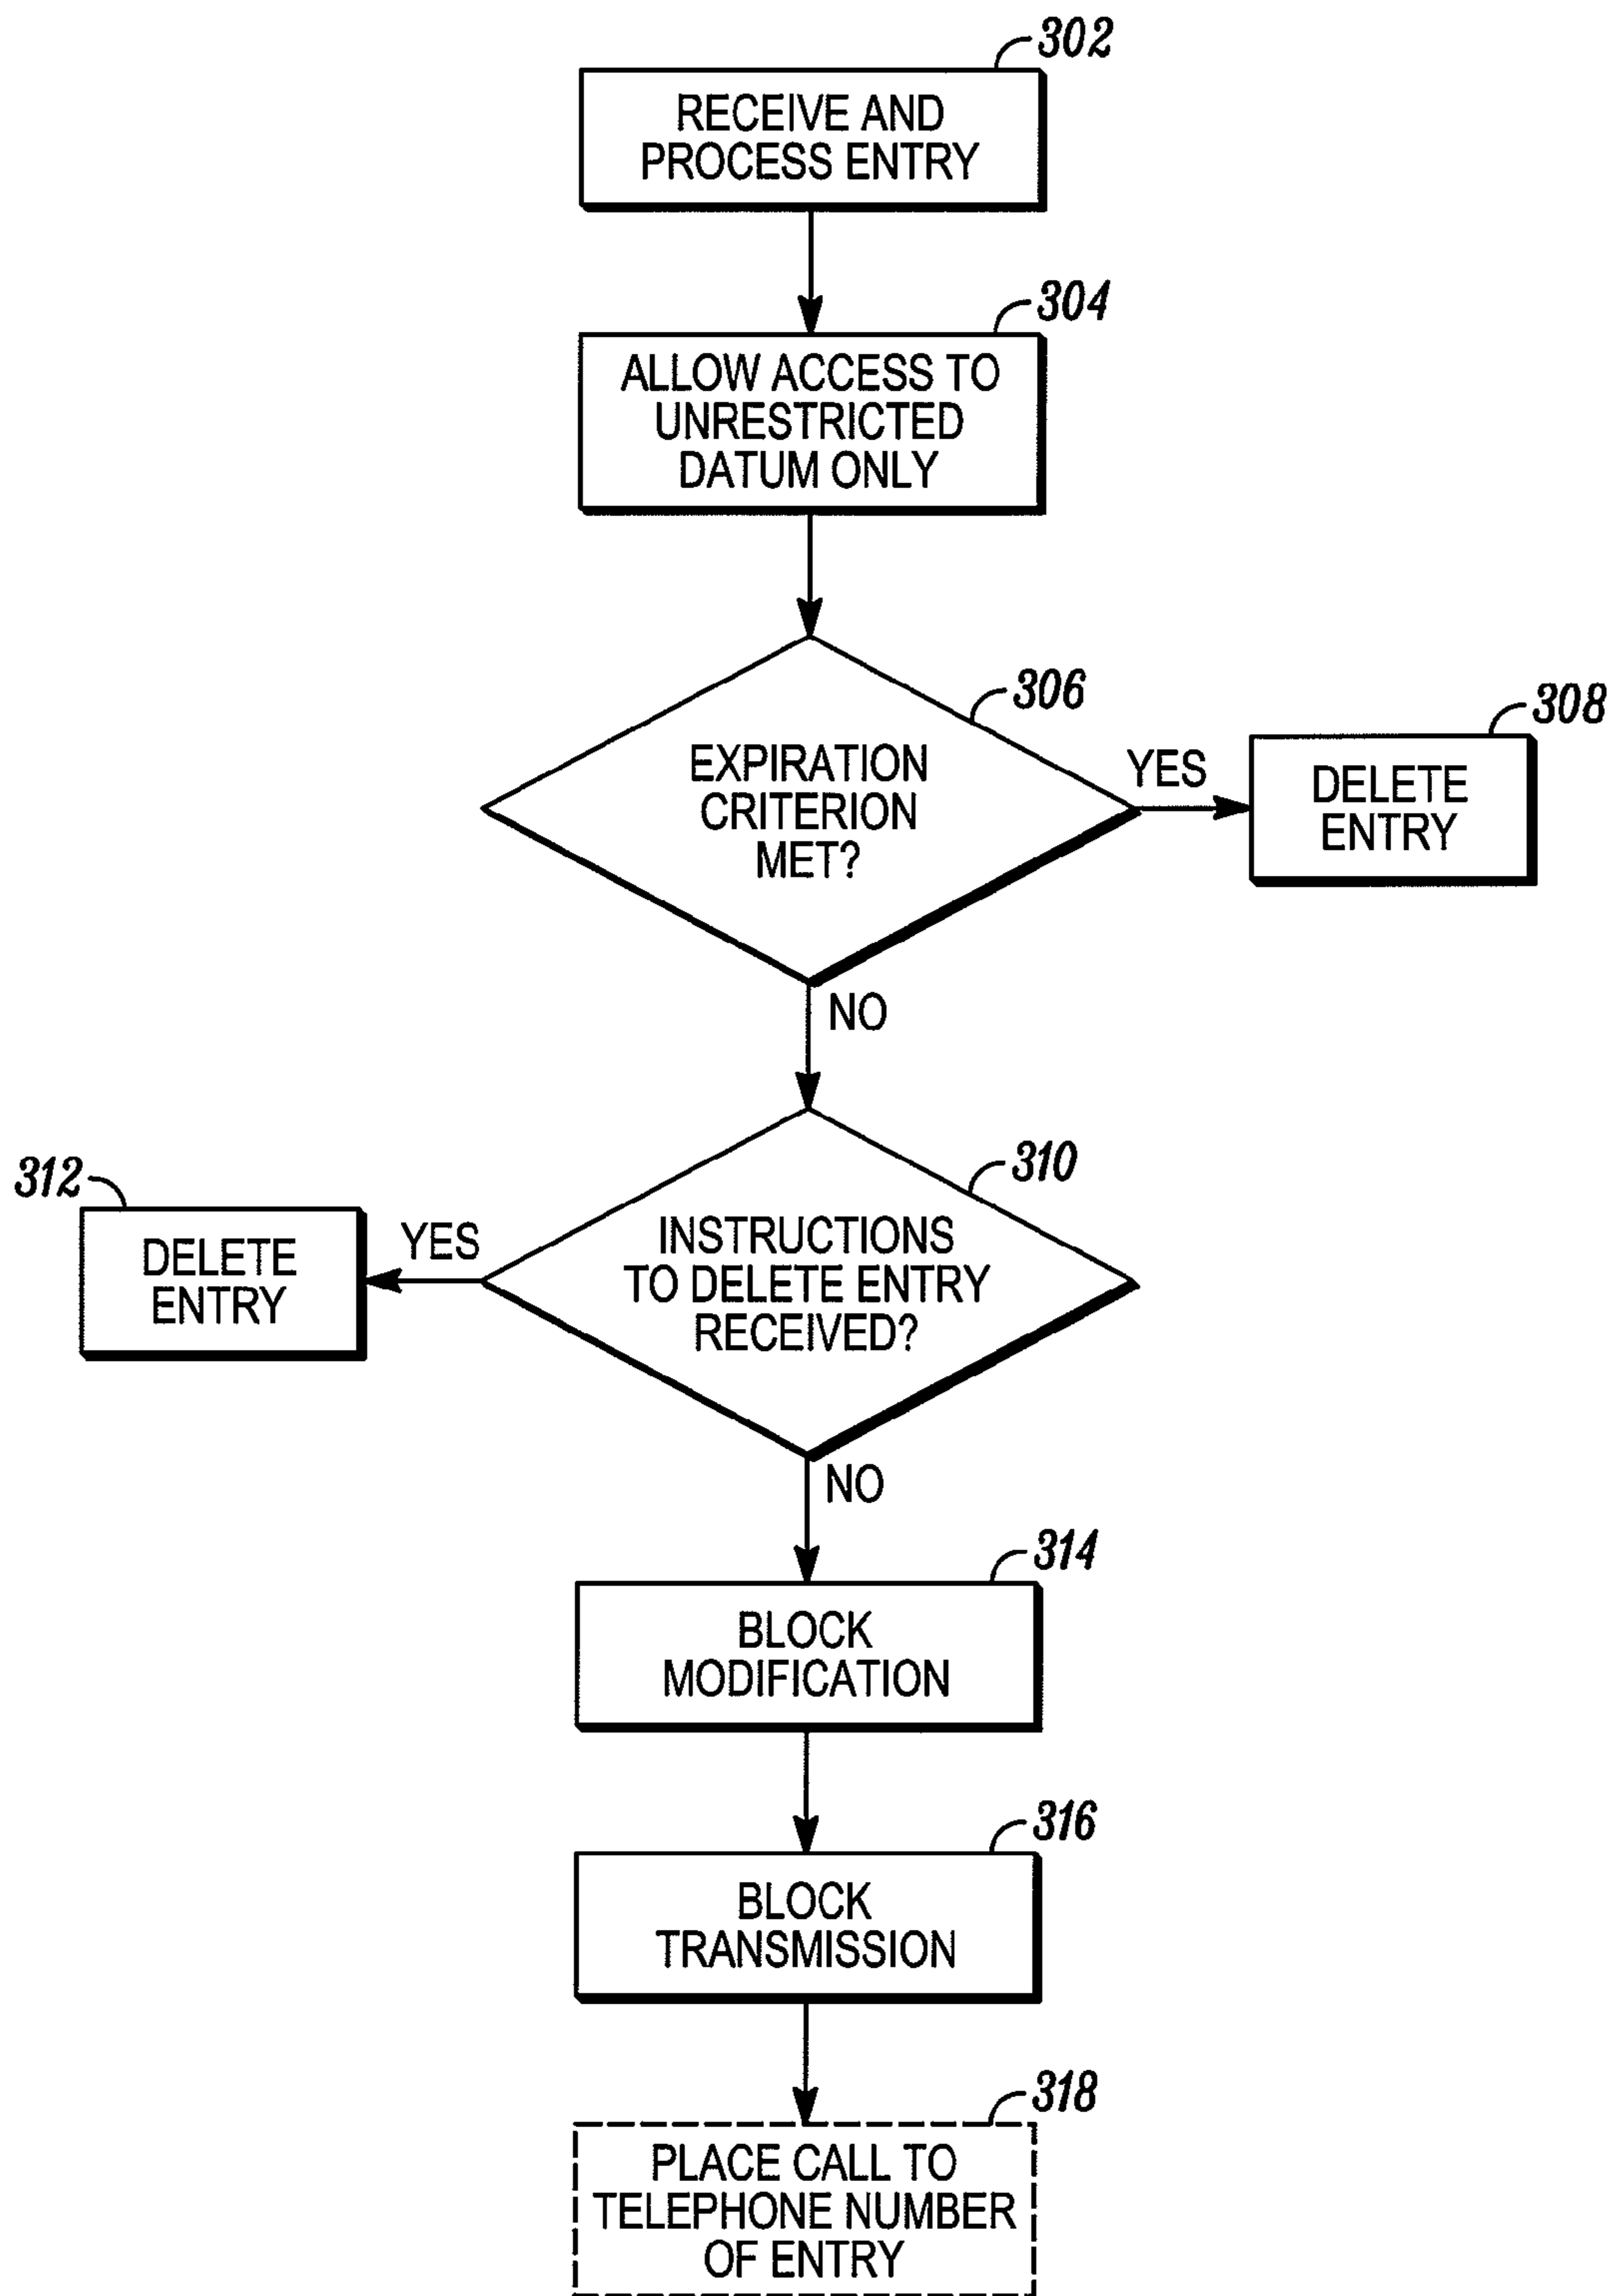 302
RECEIVE AND
PROCESS ENTRY
304
ALLOW ACCESS TO
UNRESTRICTED
DATUM ONLY
306
EXPIRATION
CRITERION
MET?
YES
308
DELETE
ENTRY
NO
310
INSTRUCTIONS
TO DELETE ENTRY
RECEIVED?
YES
312
DELETE
ENTRY
NO
314
BLOCK
MODIFICATION
316
BLOCK
TRANSMISSION
318
PLACE CALL TO
TELEPHONE NUMBER
OF ENTRY